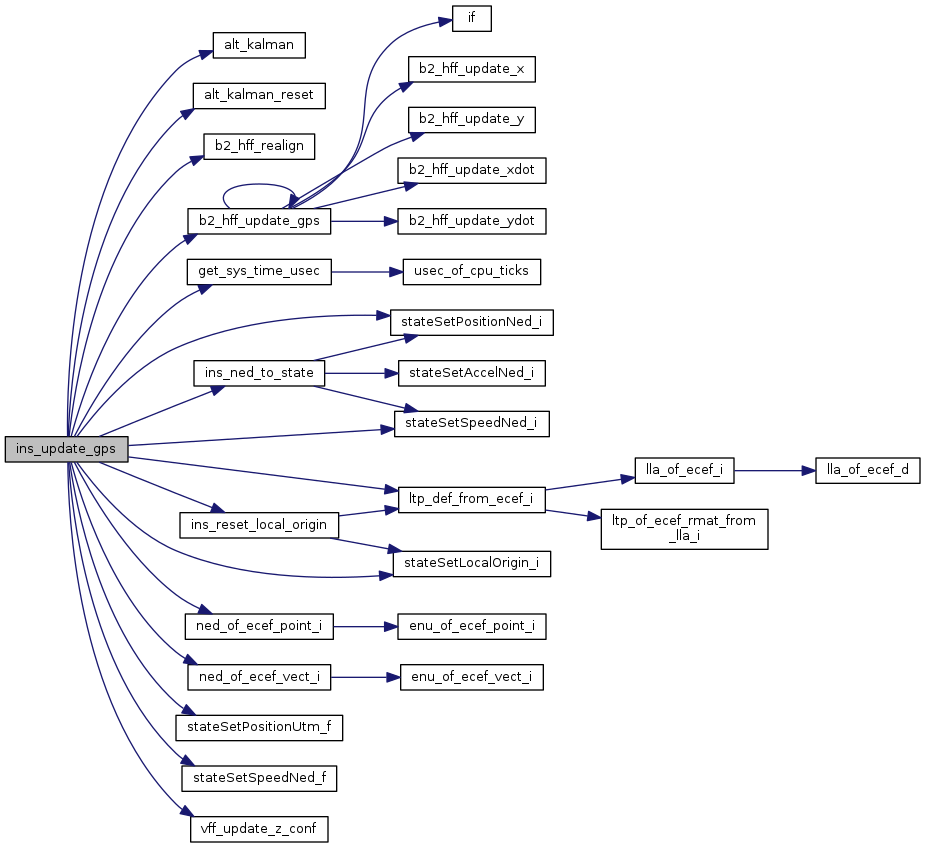 if
alt_kalman
b2_hff_update_x
alt_kalman_reset
b2_hff_update_y
b2_hff_realign
b2_hff_update_xdot
b2_hff_update_gps
b2_hff_update_ydot
get_sys_time_usec
usec_of_cpu_ticks
stateSetPositionNed_i
ins_ned_to_state
stateSetAccelNed_i
stateSetSpeedNed_i
ins_update_gps
lla_of_ecef_i
lla_of_ecef_d
ltp_def_from_ecef_i
ins_reset_local_origin
ltp_of_ecef_rmat_from
_lla_i
stateSetLocalOrigin_i
ned_of_ecef_point_i
enu_of_ecef_point_i
ned_of_ecef_vect_i
enu_of_ecef_vect_i
stateSetPositionUtm_f
stateSetSpeedNed_f
vff_update_z_conf